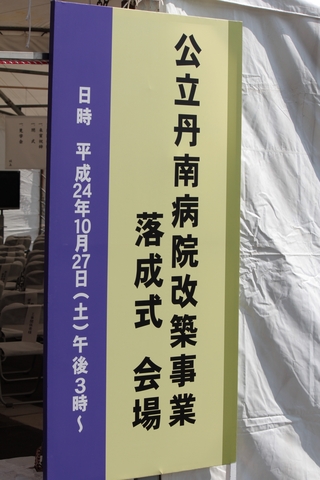 公立丹南病院改築事業
落成式 会場
日時 平成24年10月27日(土)午後3時～